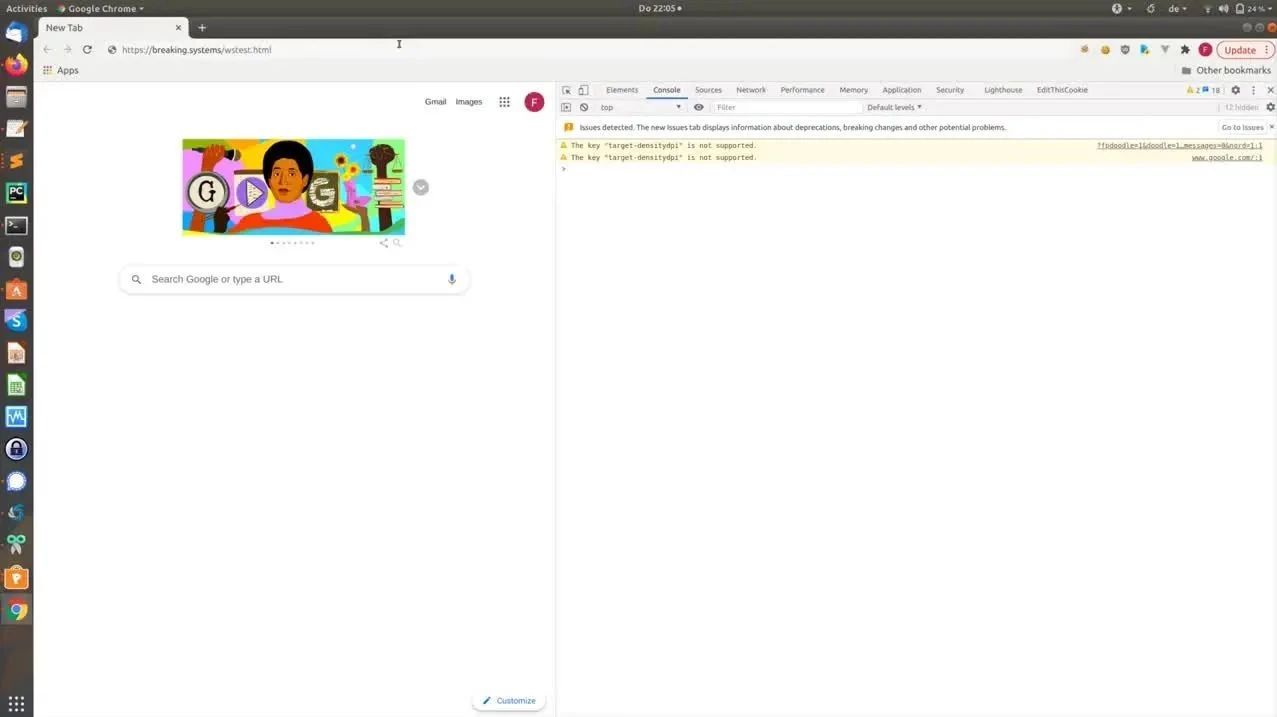 Activities Google Chrome Do 22:05 de 24 %
New Tab
https://breaking.systems/wstest.html F Update
Apps Other bookmarks
Elements Console Sources Network Performance Memory Application Security Lighthouse EditThisCookie 2 18
Gmail Images F
top Filter Default levels 12 hidden
Issues detected. The new Issues tab displays information about deprecations, breaking changes and other potential problems. Go to Issues
The key "target-densitydpi" is not supported. ?fpdoodle=1&doodle=1…messages=0&nord=1:1
The key "target-densitydpi" is not supported. www.google.com/:1
G G
Search Google or type a URL
Customize